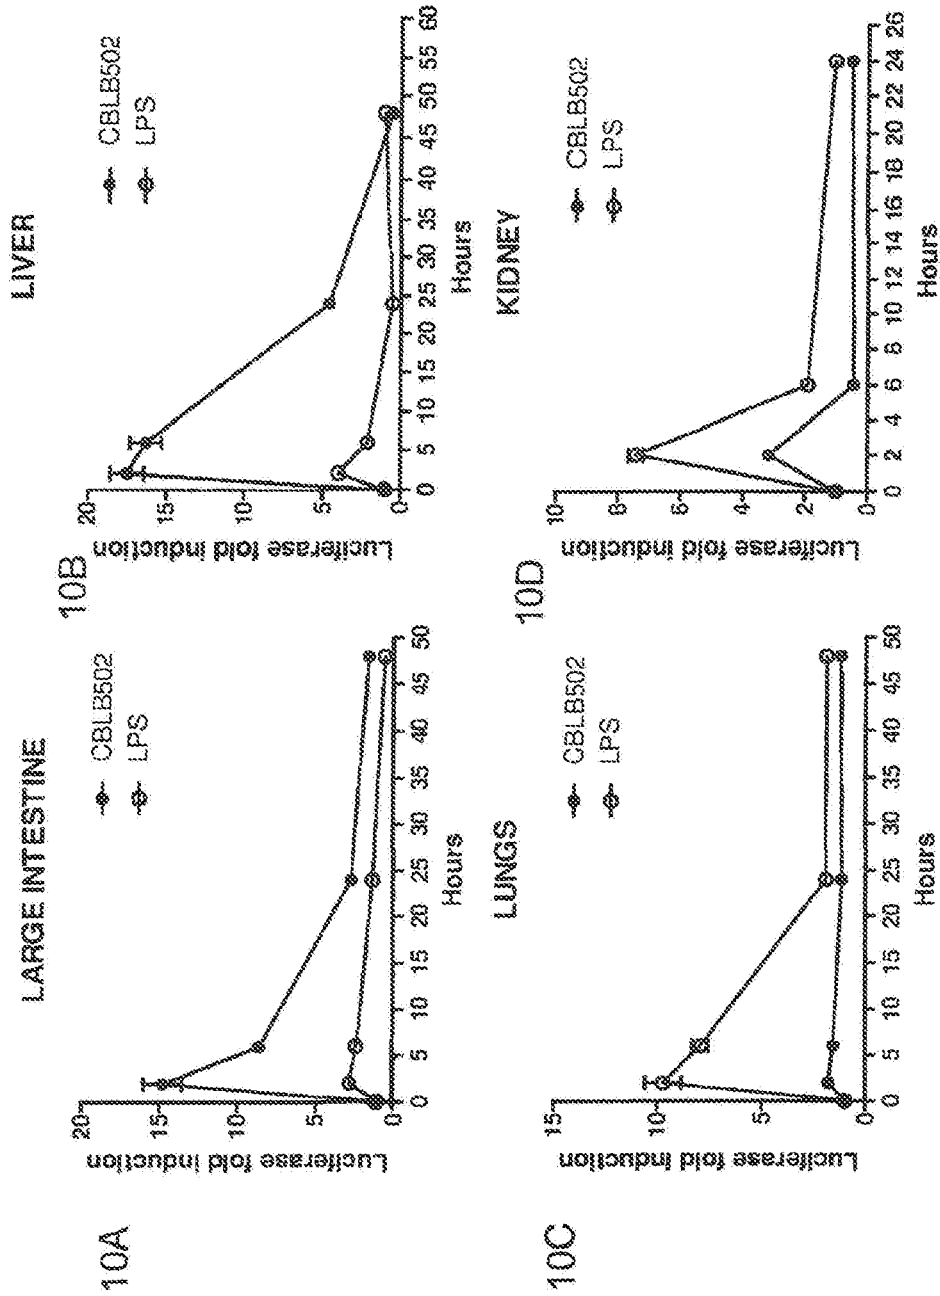 10A
LARGE INTESTINE
CBLB502
LPS
Luciferase fold induction
20
15
10
5
0
0 5 10 15 20 25 30 35 40 45 50
Hours
10B
LIVER
CBLB502
LPS
Luciferase fold induction
20
15
10
5
0
0 5 10 15 20 25 30 35 40 45 50 55 60
Hours
10C
LUNGS
CBLB502
LPS
Luciferase fold induction
15
10
5
0
0 5 10 15 20 25 30 35 40 45 50
Hours
10D
KIDNEY
CBLB502
LPS
Luciferase fold induction
10
8
6
4
2
0
0 2 4 6 8 10 12 14 16 18 20 22 24 26
Hours